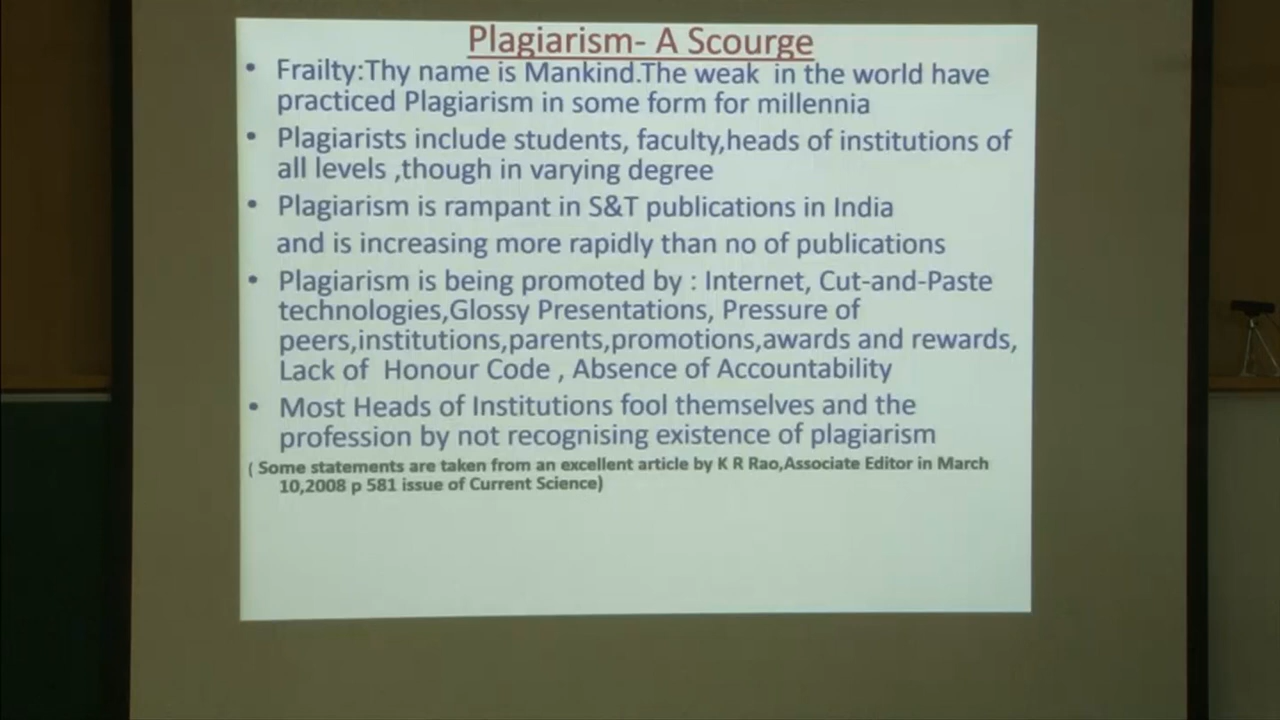 Plagiarism- A Scourge
• Frailty:Thy name is Mankind.The weak in the world have
practiced Plagiarism in some form for millennia
• Plagiarists include students, faculty,heads of institutions of
all levels ,though in varying degree
• Plagiarism is rampant in S&T publications in India
and is increasing more rapidly than no of publications
• Plagiarism is being promoted by : Internet, Cut-and-Paste
technologies,Glossy Presentations, Pressure of
peers,institutions,parents,promotions,awards and rewards,
Lack of Honour Code , Absence of Accountability
• Most Heads of Institutions fool themselves and the
profession by not recognising existence of plagiarism
( Some statements are taken from an excellent article by K R Rao,Associate Editor in March
10,2008 p 581 issue of Current Science)